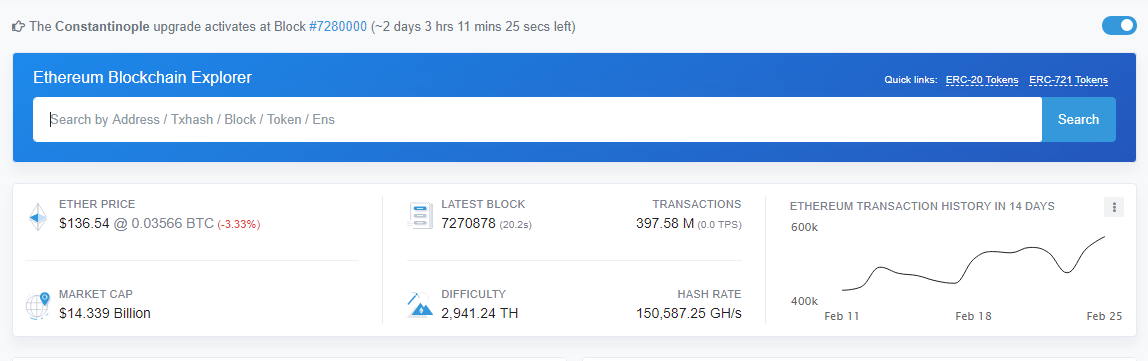 The Constantinople upgrade activates at Block #7280000 (~2 days 3 hrs 11 mins 25 secs left)
Ethereum Blockchain Explorer
Quick links: ERC-20 Tokens ERC-721 Tokens
Search by Address / Txhash / Block / Token / Ens
Search
ETHER PRICE
$136.54 @ 0.03566 BTC (-3.33%)
MARKET CAP
$14.339 Billion
LATEST BLOCK
7270878 (20.2s)
TRANSACTIONS
397.58 M (0.0 TPS)
DIFFICULTY
2,941.24 TH
HASH RATE
150,587.25 GH/s
ETHEREUM TRANSACTION HISTORY IN 14 DAYS
600k
400k
Feb 11 Feb 18 Feb 25